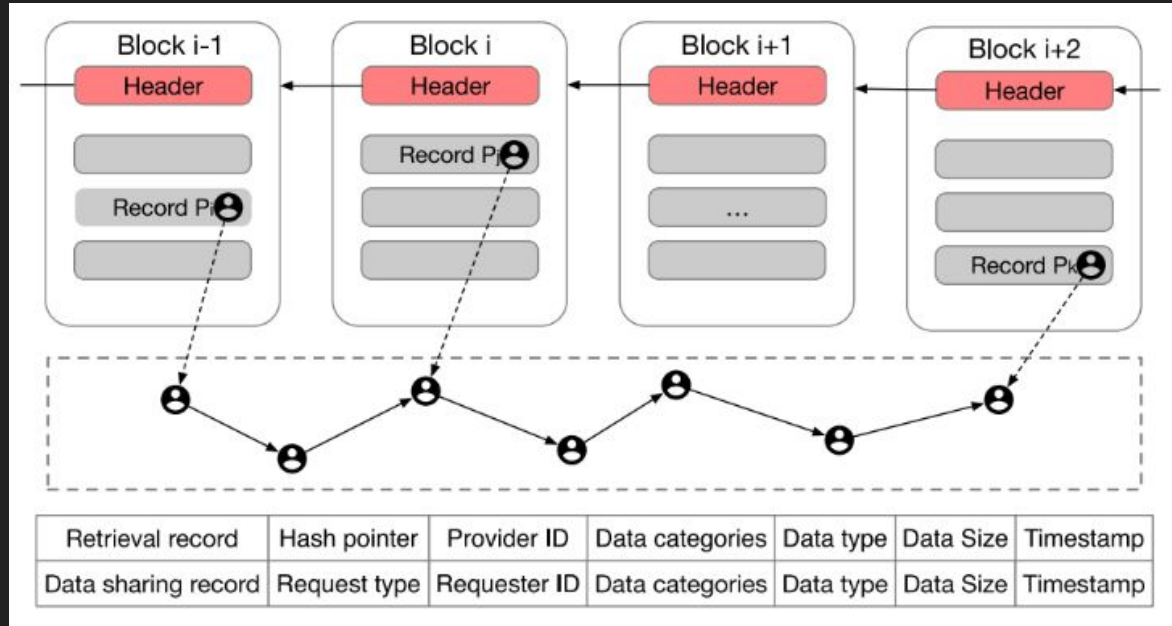 Block i-1
Block i
Block i+1
Block i+2
Header
Header
Header
Header
Record Pi
Record Pj
...
Record Pk
Retrieval record Hash pointer Provider ID Data categories Data type Data Size Timestamp
Data sharing record Request type Requester ID Data categories Data type Data Size Timestamp